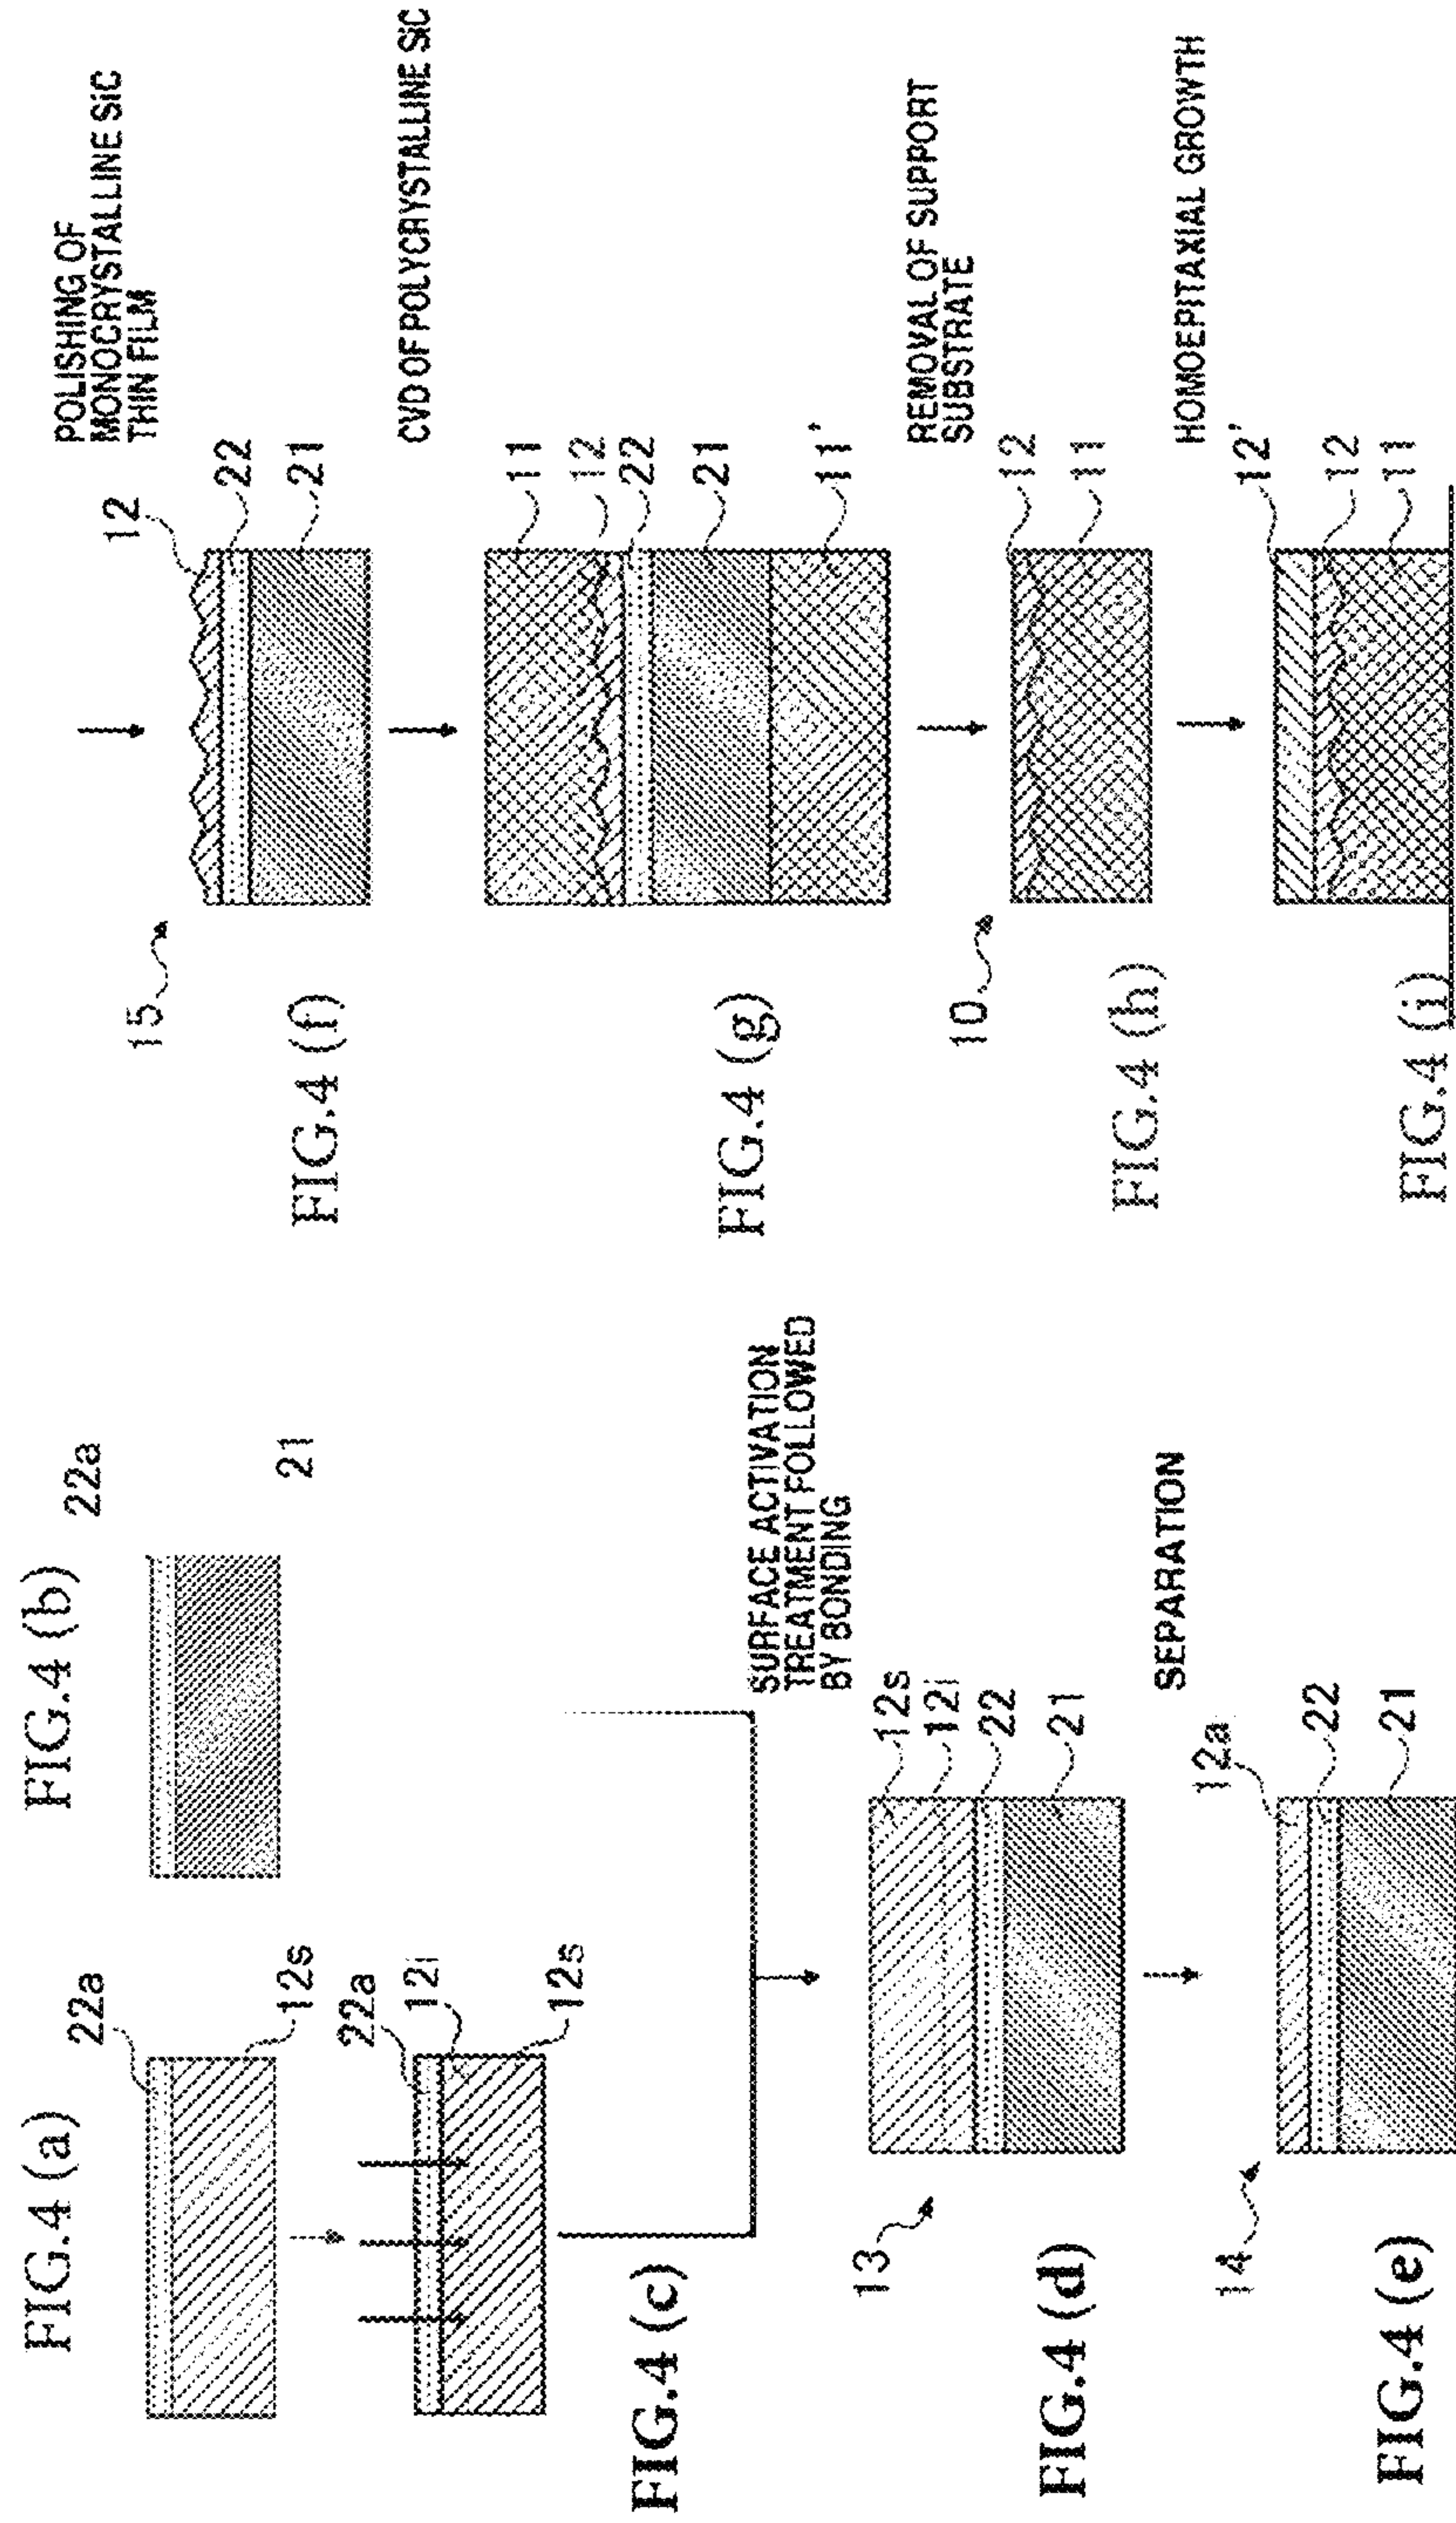 FIG.4 (a)
22a
12s
FIG.4 (b)
22a
21
22a
12i
12s
FIG.4 (c)
SURFACE ACTIVATION
TREATMENT FOLLOWED
BY BONDING
13
12s
12i
22
21
FIG.4 (d)
SEPARATION
14
12a
22
21
FIG.4 (e)
POLISHING OF
MONOCRYSTALLINE SiC
THIN FILM
15
12
22
21
FIG.4 (f)
CVD OF POLYCRYSTALLINE SiC
11
12
22
21
11'
FIG.4 (g)
REMOVAL OF SUPPORT
SUBSTRATE
10
12
11
FIG.4 (h)
HOMOEPITAXIAL GROWTH
12'
12
11
FIG.4 (i)